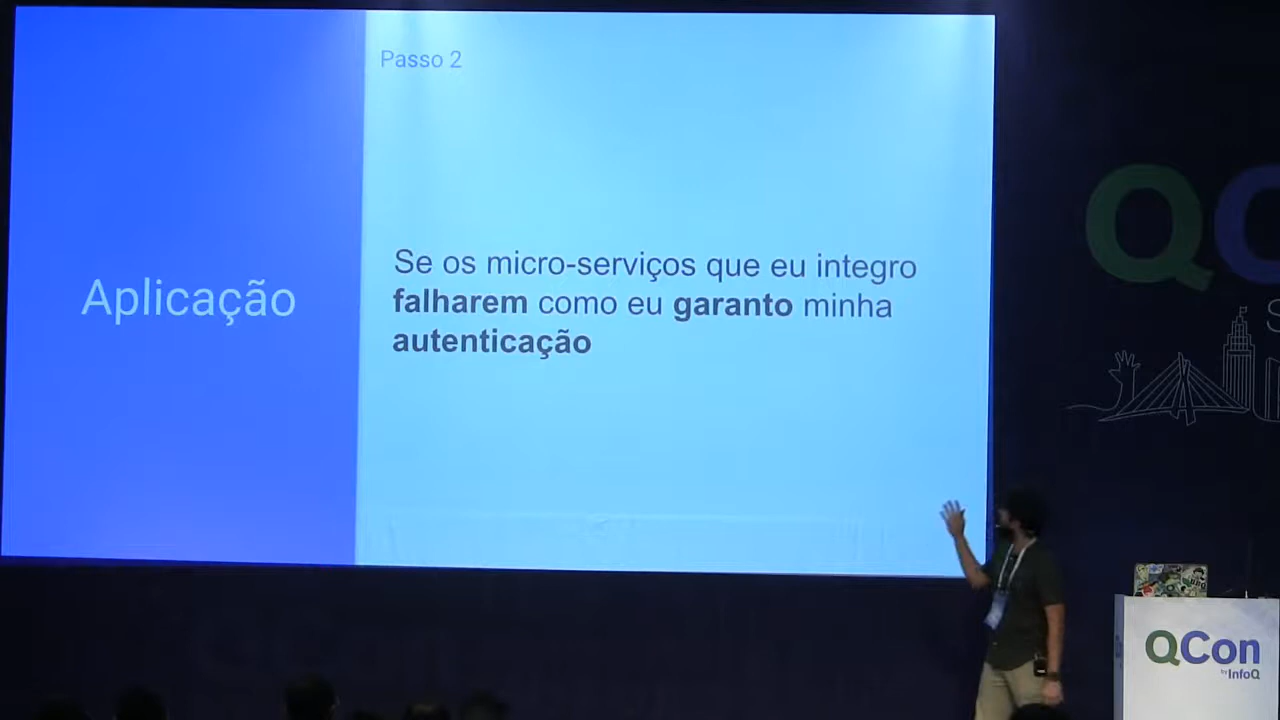 Passo 2
Aplicação
Se os micro-serviços que eu integro
falharem como eu garanto minha
autenticação
QCon
by InfoQ